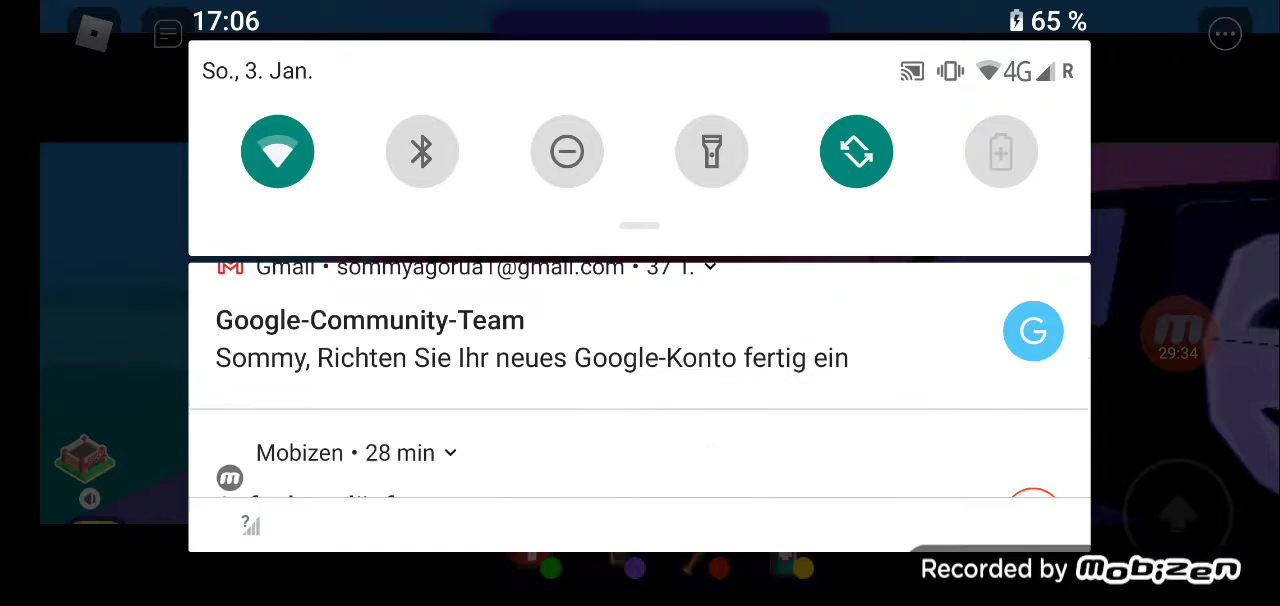 17:06
65 %
So., 3. Jan.
4G R
Gmail • sommyagorua1@gmail.com • 37 T.
Google-Community-Team
G
Sommy, Richten Sie Ihr neues Google-Konto fertig ein
29:34
Mobizen • 28 min
m
?
Recorded by mobizen